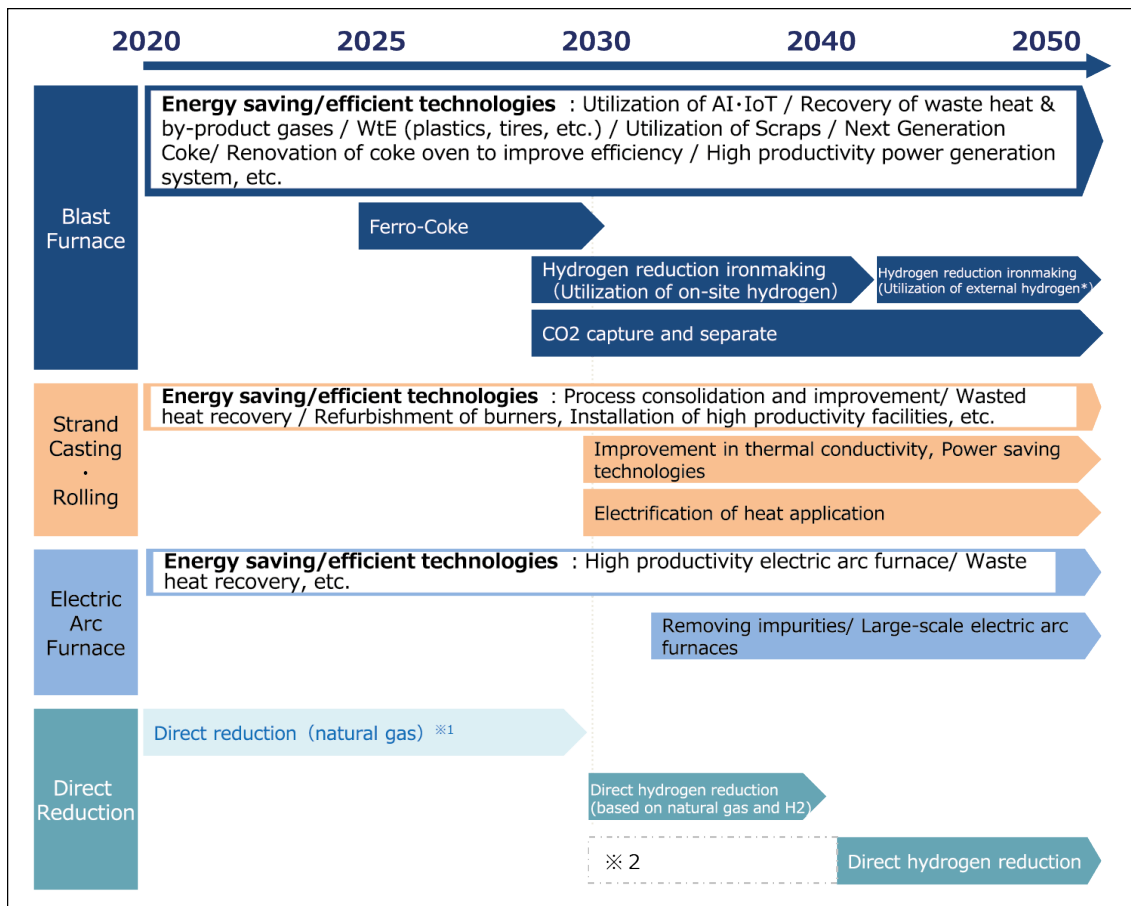 2020 2025 2030 2040 2050
Blast
Furnace
Energy saving/efficient technologies : Utilization of AI･IoT / Recovery of waste heat &
by-product gases / WtE (plastics, tires, etc.) / Utilization of Scraps / Next Generation
Coke/ Renovation of coke oven to improve efficiency / High productivity power generation
system, etc.
Ferro-Coke
Hydrogen reduction ironmaking
（Utilization of on-site hydrogen）
Hydrogen reduction ironmaking
(Utilization of external hydrogen*)
CO2 capture and separate
Strand
Casting
・
Rolling
Energy saving/efficient technologies : Process consolidation and improvement/ Wasted
heat recovery / Refurbishment of burners, Installation of high productivity facilities, etc.
Improvement in thermal conductivity, Power saving
technologies
Electrification of heat application
Electric
Arc
Furnace
Energy saving/efficient technologies : High productivity electric arc furnace/ Waste
heat recovery, etc.
Removing impurities/ Large-scale electric arc
furnaces
Direct
Reduction
Direct reduction（natural gas）※1
Direct hydrogen reduction
(based on natural gas and H2)
※２
Direct hydrogen reduction